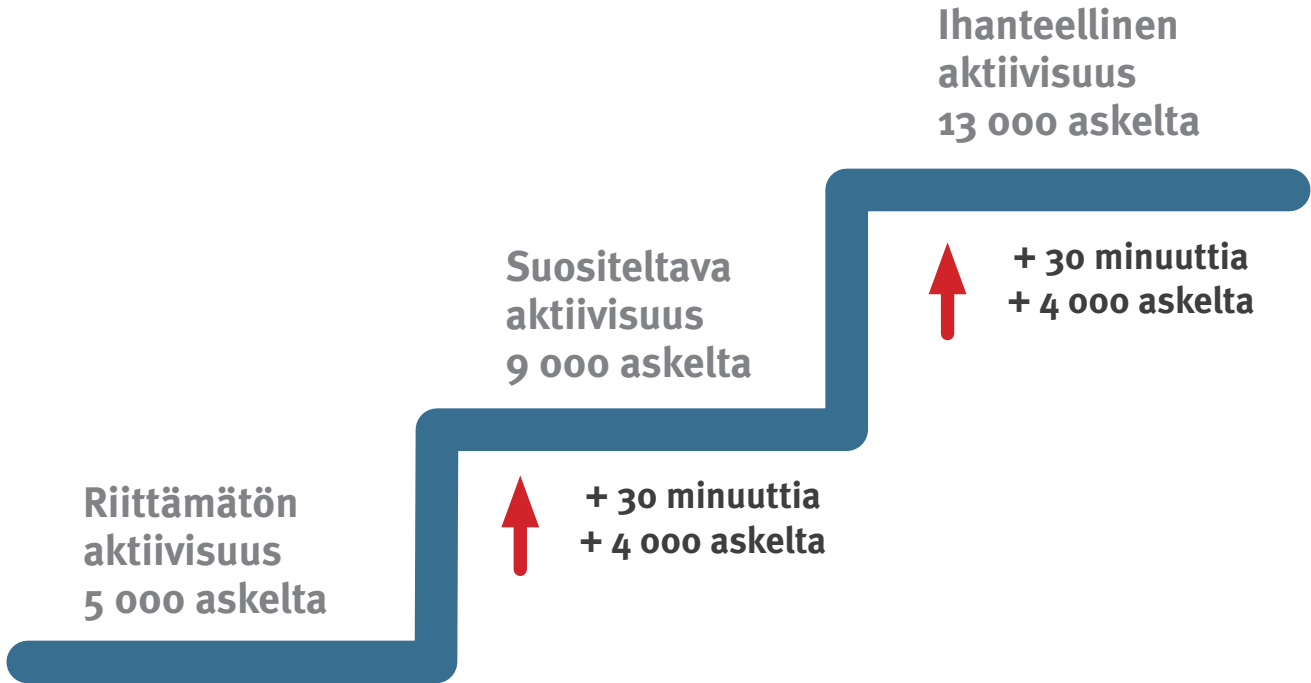 Ihanteellinen
aktiivisuus
13 000 askelta
+ 30 minuuttia
+ 4 000 askelta
Suositeltava
aktiivisuus
9 000 askelta
+ 30 minuuttia
+ 4 000 askelta
Riittämätön
aktiivisuus
5 000 askelta